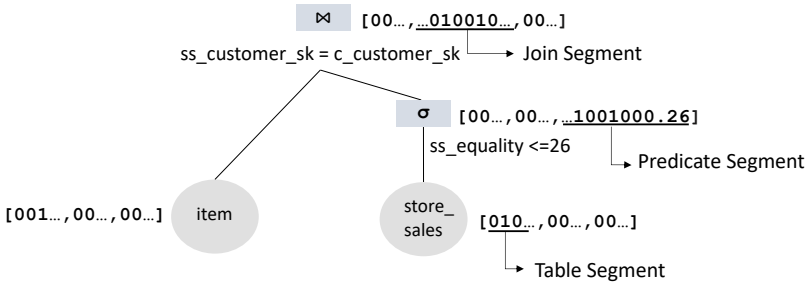 ⋈ [00…,…010010…,00…]
ss_customer_sk = c_customer_sk
Join Segment
σ [00…,00…,…1001000.26]
ss_equality <=26
Predicate Segment
[001…,00…,00…]
item
store_
sales
[010…,00…,00…]
Table Segment